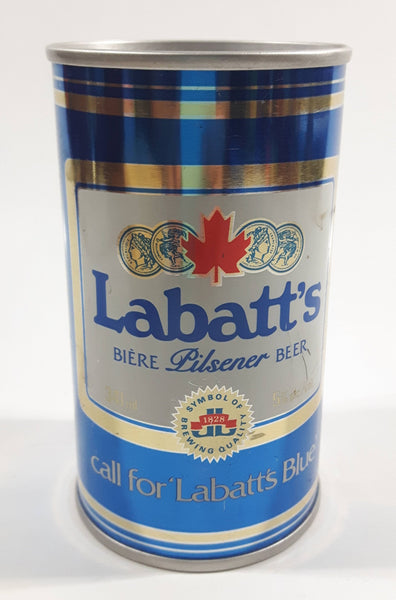 Labatt's
BIÈRE Pilsener BEER
SYMBOL OF
1828
BREWING QUALITY
call for 'Labatt's Blue'